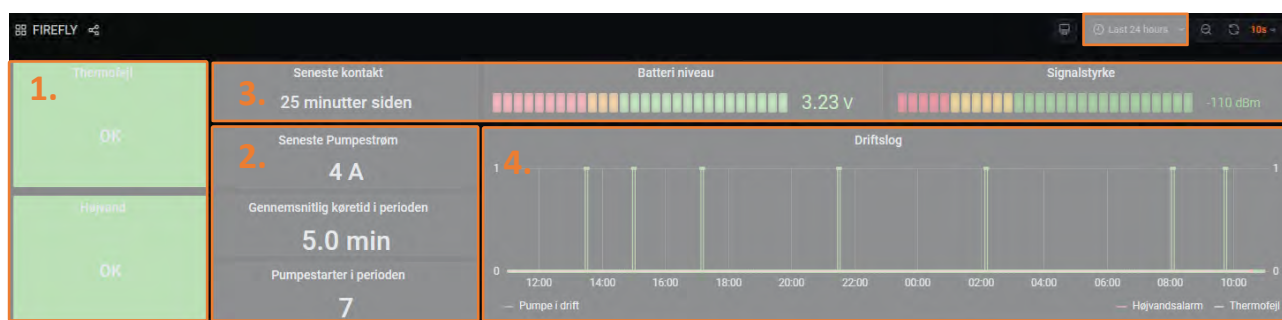 FIREFLY
Last 24 hours
10s
1.
Thermofejl
OK
Højvand
OK
3.
Seneste kontakt
25 minutter siden
Batteri niveau
3.23 V
Signalstyrke
-110 dBm
2.
Seneste Pumpestrøm
4 A
Gennemsnitlig køretid i perioden
5.0 min
Pumpestarter i perioden
7
4.
Driftslog
1 1
0 0
12:00 14:00 16:00 18:00 20:00 22:00 00:00 02:00 04:00 06:00 08:00 10:00
Pumpe i drift Højvandsalarm Thermofejl